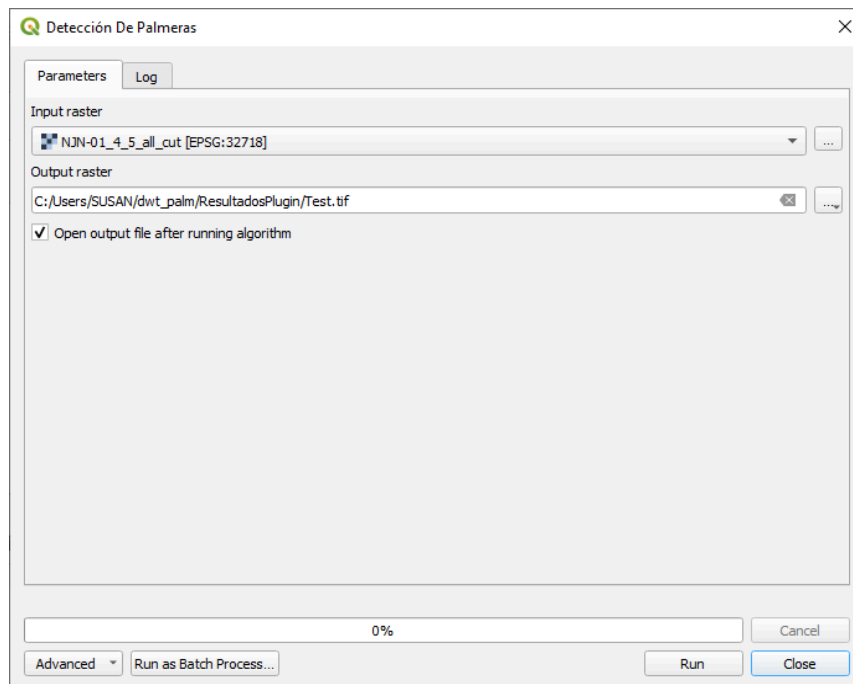 Detección De Palmeras
Parameters Log
Input raster
NJN-01_4_5_all_cut [EPSG:32718]
...
Output raster
C:/Users/SUSAN/dwt_palm/ResultadosPlugin/Test.tif
...
Open output file after running algorithm
0% Cancel
Advanced Run as Batch Process... Run Close